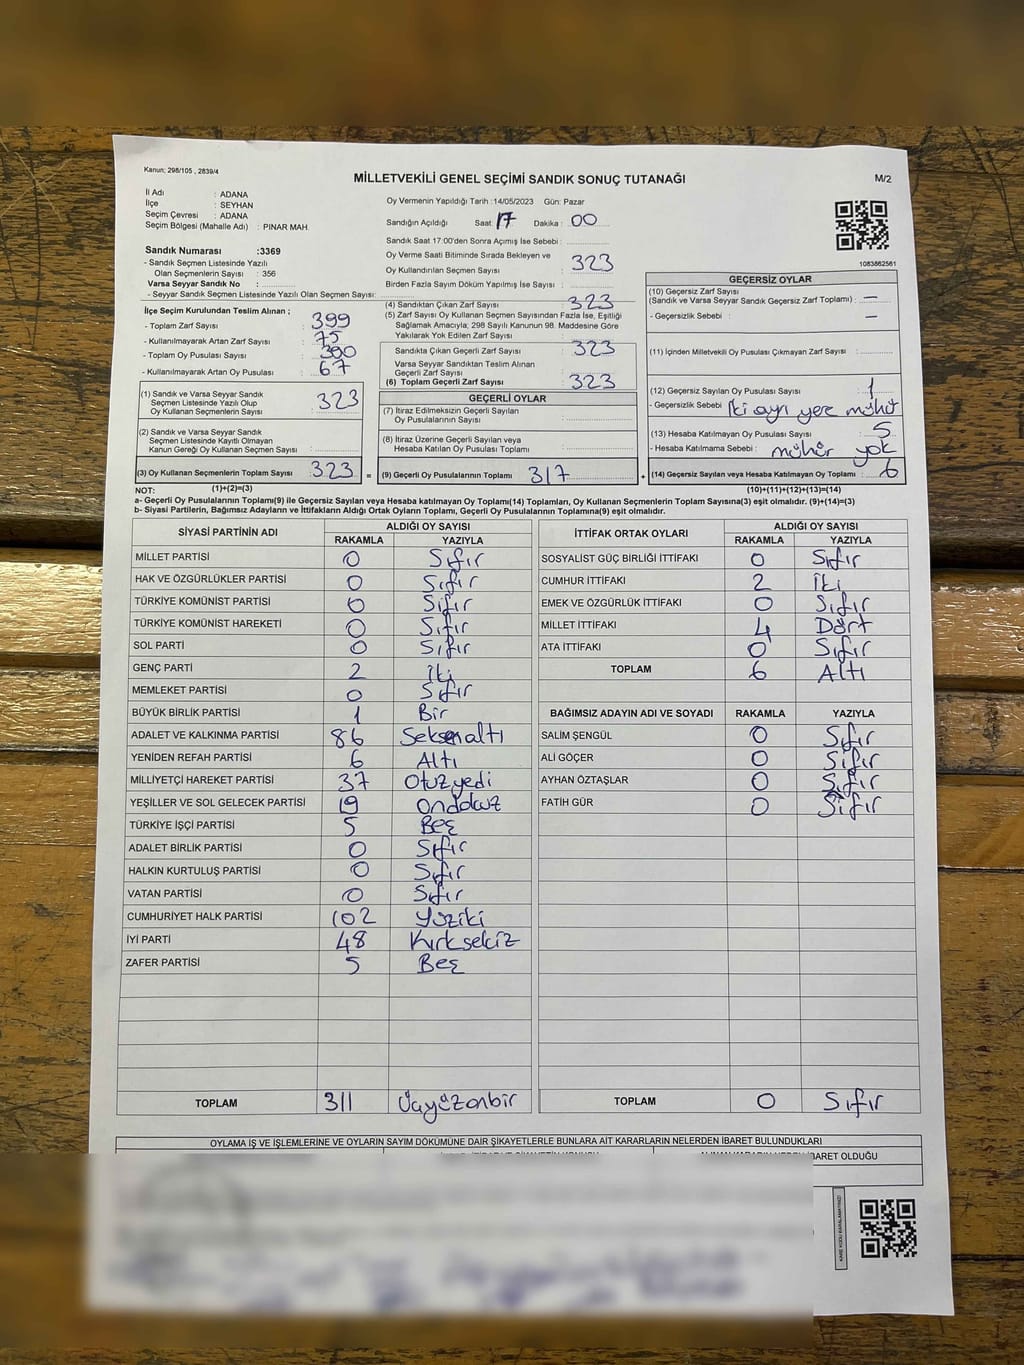 Kanun; 298/105 , 2839/4
MİLLETVEKİLİ GENEL SEÇİMİ SANDIK SONUÇ TUTANAĞI
M/2
İl Adı : ADANA
İlçe : SEYHAN
Seçim Çevresi : ADANA
Seçim Bölgesi (Mahalle Adı) : PINAR MAH.
Sandık Numarası :3369
- Sandık Seçmen Listesinde Yazılı
Olan Seçmenlerin Sayısı : 356
Varsa Seyyar Sandık No :
- Seyyar Sandık Seçmen Listesinde Yazılı Olan Seçmen Sayısı:
İlçe Seçim Kurulundan Teslim Alınan ;
- Toplam Zarf Sayısı : 399
- Kullanılmayarak Artan Zarf Sayısı : 75
- Toplam Oy Pusulası Sayısı :
- Kullanılmayarak Artan Oy Pusulası : 67
(1) Sandık ve Varsa Seyyar Sandık
Seçmen Listesinde Yazılı Olup
Oy Kullanan Seçmenlerin Sayısı : 323
(2) Sandık ve Varsa Seyyar Sandık
Seçmen Listesinde Kayıtlı Olmayan
Kanun Gereği Oy Kullanan Seçmen Sayısı :
(3) Oy Kullanan Seçmenlerin Toplam Sayısı : 323
(1)+(2)=(3)
Oy Vermenin Yapıldığı Tarih :14/05/2023 Gün: Pazar
Sandığın Açıldığı Saat: 17 Dakika : 00
Sandık Saat 17:00'den Sonra Açımış İse Sebebi :
Oy Verme Saati Bitiminde Sırada Bekleyen ve
Oy Kullandırılan Seçmen Sayısı : 323
Birden Fazla Sayım Döküm Yapılmış İse Sayısı :
(4) Sandıktan Çıkan Zarf Sayısı : 323
(5) Zarf Sayısı Oy Kullanan Seçmen Sayısından Fazla İse, Eşitliği
Sağlamak Amacıyla; 298 Sayılı Kanunun 98. Maddesine Göre
Yakılarak Yok Edilen Zarf Sayısı :
Sandıkta Çıkan Geçerli Zarf Sayısı : 323
Varsa Seyyar Sandıktan Teslim Alınan
Geçerli Zarf Sayısı :
(6) Toplam Geçerli Zarf Sayısı : 323
GEÇERLİ OYLAR
(7) İtiraz Edilmeksizin Geçerli Sayılan
Oy Pusulalarının Toplamı :
(8) İtiraz Üzerine Geçerli Sayılan veya
Hesaba Katılan Oy Pusulası Toplamı :
= (9) Geçerli Oy Pusulalarının Toplamı : 317
1083862561
GEÇERSİZ OYLAR
(10) Geçersiz Zarf Sayısı
(Sandık ve Varsa Seyyar Sandık Geçersiz Zarf Toplamı) : —
- Geçersizlik Sebebi : —
(11) İçinden Milletvekili Oy Pusulası Çıkmayan Zarf Sayısı :
(12) Geçersiz Sayılan Oy Pusulası Sayısı : 1
- Geçersizlik Sebebi : İki ayrı yere mühür
(13) Hesaba Katılmayan Oy Pusulası Sayısı : 5
- Hesaba Katılmama Sebebi : mühür yok
+ (14) Geçersiz Sayılan veya Hesaba Katılmayan Oy Toplamı : 6
(10)+(11)+(12)+(13)=(14)
NOT:
a- Geçerli Oy Pusulalarının Toplamı(9) ile Geçersiz Sayılan veya Hesaba katılmayan Oy Toplamı(14) Toplamları, Oy Kullanan Seçmenlerin Toplam Sayısına(3) eşit olmalıdır. (9)+(14)=(3)
b- Siyasi Partilerin, Bağımsız Adayların ve İttifakların Aldığı Ortak Oyların Toplamı, Geçerli Oy Pusulalarının Toplamına(9) eşit olmalıdır.
SİYASİ PARTİNİN ADI ALDIĞI OY SAYISI
RAKAMLA YAZIYLA
MİLLET PARTİSİ 0 Sıfır
HAK VE ÖZGÜRLÜKLER PARTİSİ 0 Sıfır
TÜRKİYE KOMÜNİST PARTİSİ 0 Sıfır
TÜRKİYE KOMÜNİST HAREKETİ 0 Sıfır
SOL PARTİ 0 Sıfır
GENÇ PARTİ 2 İki
MEMLEKET PARTİSİ 0 Sıfır
BÜYÜK BİRLİK PARTİSİ 1 Bir
ADALET VE KALKINMA PARTİSİ 86 Seksenaltı
YENİDEN REFAH PARTİSİ 6 Altı
MİLLİYETÇİ HAREKET PARTİSİ 37 Otuzyedi
YEŞİLLER VE SOL GELECEK PARTİSİ 19 Ondokuz
TÜRKİYE İŞÇİ PARTİSİ 5 Beş
ADALET BİRLİK PARTİSİ 0 Sıfır
HALKIN KURTULUŞ PARTİSİ 0 Sıfır
VATAN PARTİSİ 0 Sıfır
CUMHURİYET HALK PARTİSİ 102 Yüziki
İYİ PARTİ 48 Kırksekiz
ZAFER PARTİSİ 5 Beş
TOPLAM 311 Üçyüzonbir
İTTİFAK ORTAK OYLARI ALDIĞI OY SAYISI
RAKAMLA YAZIYLA
SOSYALİST GÜÇ BİRLİĞİ İTTİFAKI 0 Sıfır
CUMHUR İTTİFAKI 2 İki
EMEK VE ÖZGÜRLÜK İTTİFAKI 0 Sıfır
MİLLET İTTİFAKI 4 Dört
ATA İTTİFAKI 0 Sıfır
TOPLAM 6 Altı
BAĞIMSIZ ADAYIN ADI VE SOYADI RAKAMLA YAZIYLA
SALİM ŞENGÜL 0 Sıfır
ALİ GÖÇER 0 Sıfır
AYHAN ÖZTAŞLAR 0 Sıfır
FATİH GÜR 0 Sıfır
TOPLAM 0 Sıfır
OYLAMA İŞ VE İŞLEMLERİNE VE OYLARIN SAYIM DÖKÜMÜNE DAİR ŞİKAYETLERLE BUNLARA AİT KARARLARIN NELERDEN İBARET BULUNDUKLARI
İBARET OLDUĞU